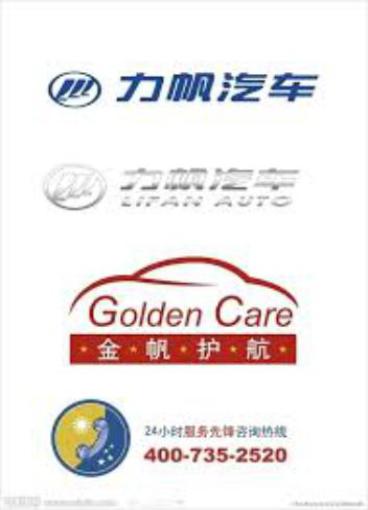 力帆汽车
力帆汽车
LIFAN AUTO
Golden Care
金·帆·护·航
24小时服务先锋咨询热线
400-735-2520